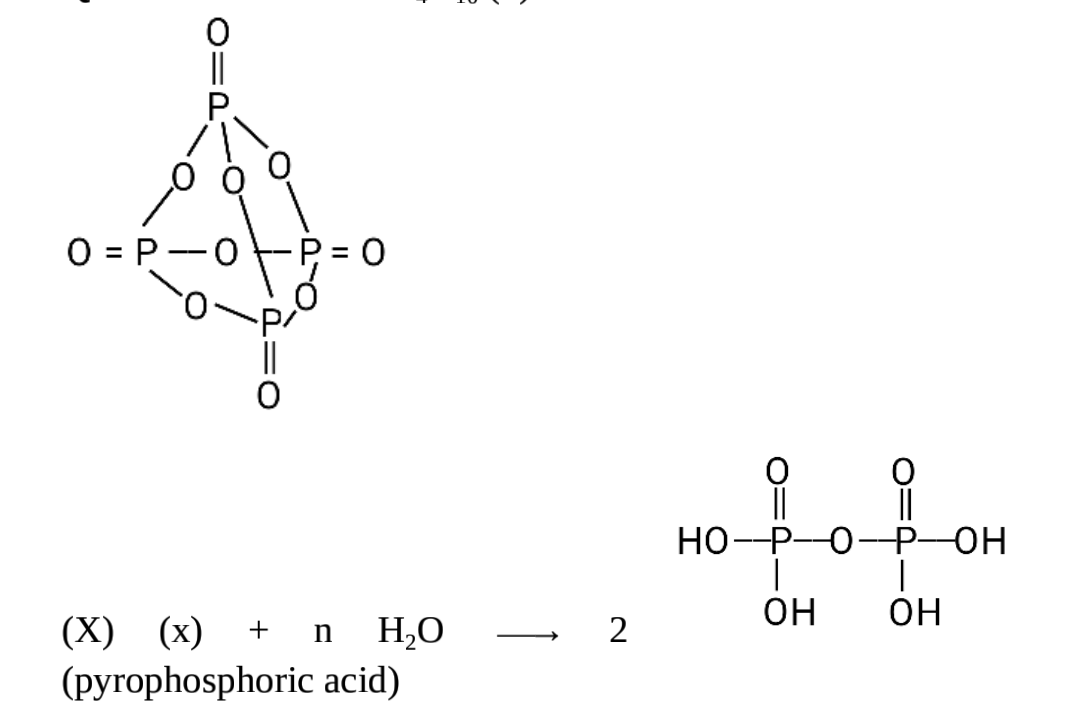 O
P
O O O
O = P — O — P = O
O O
P
O
O O
HO—P—O—P—OH
OH OH
(X) (x) + n H₂O ⟶ 2
(pyrophosphoric acid)